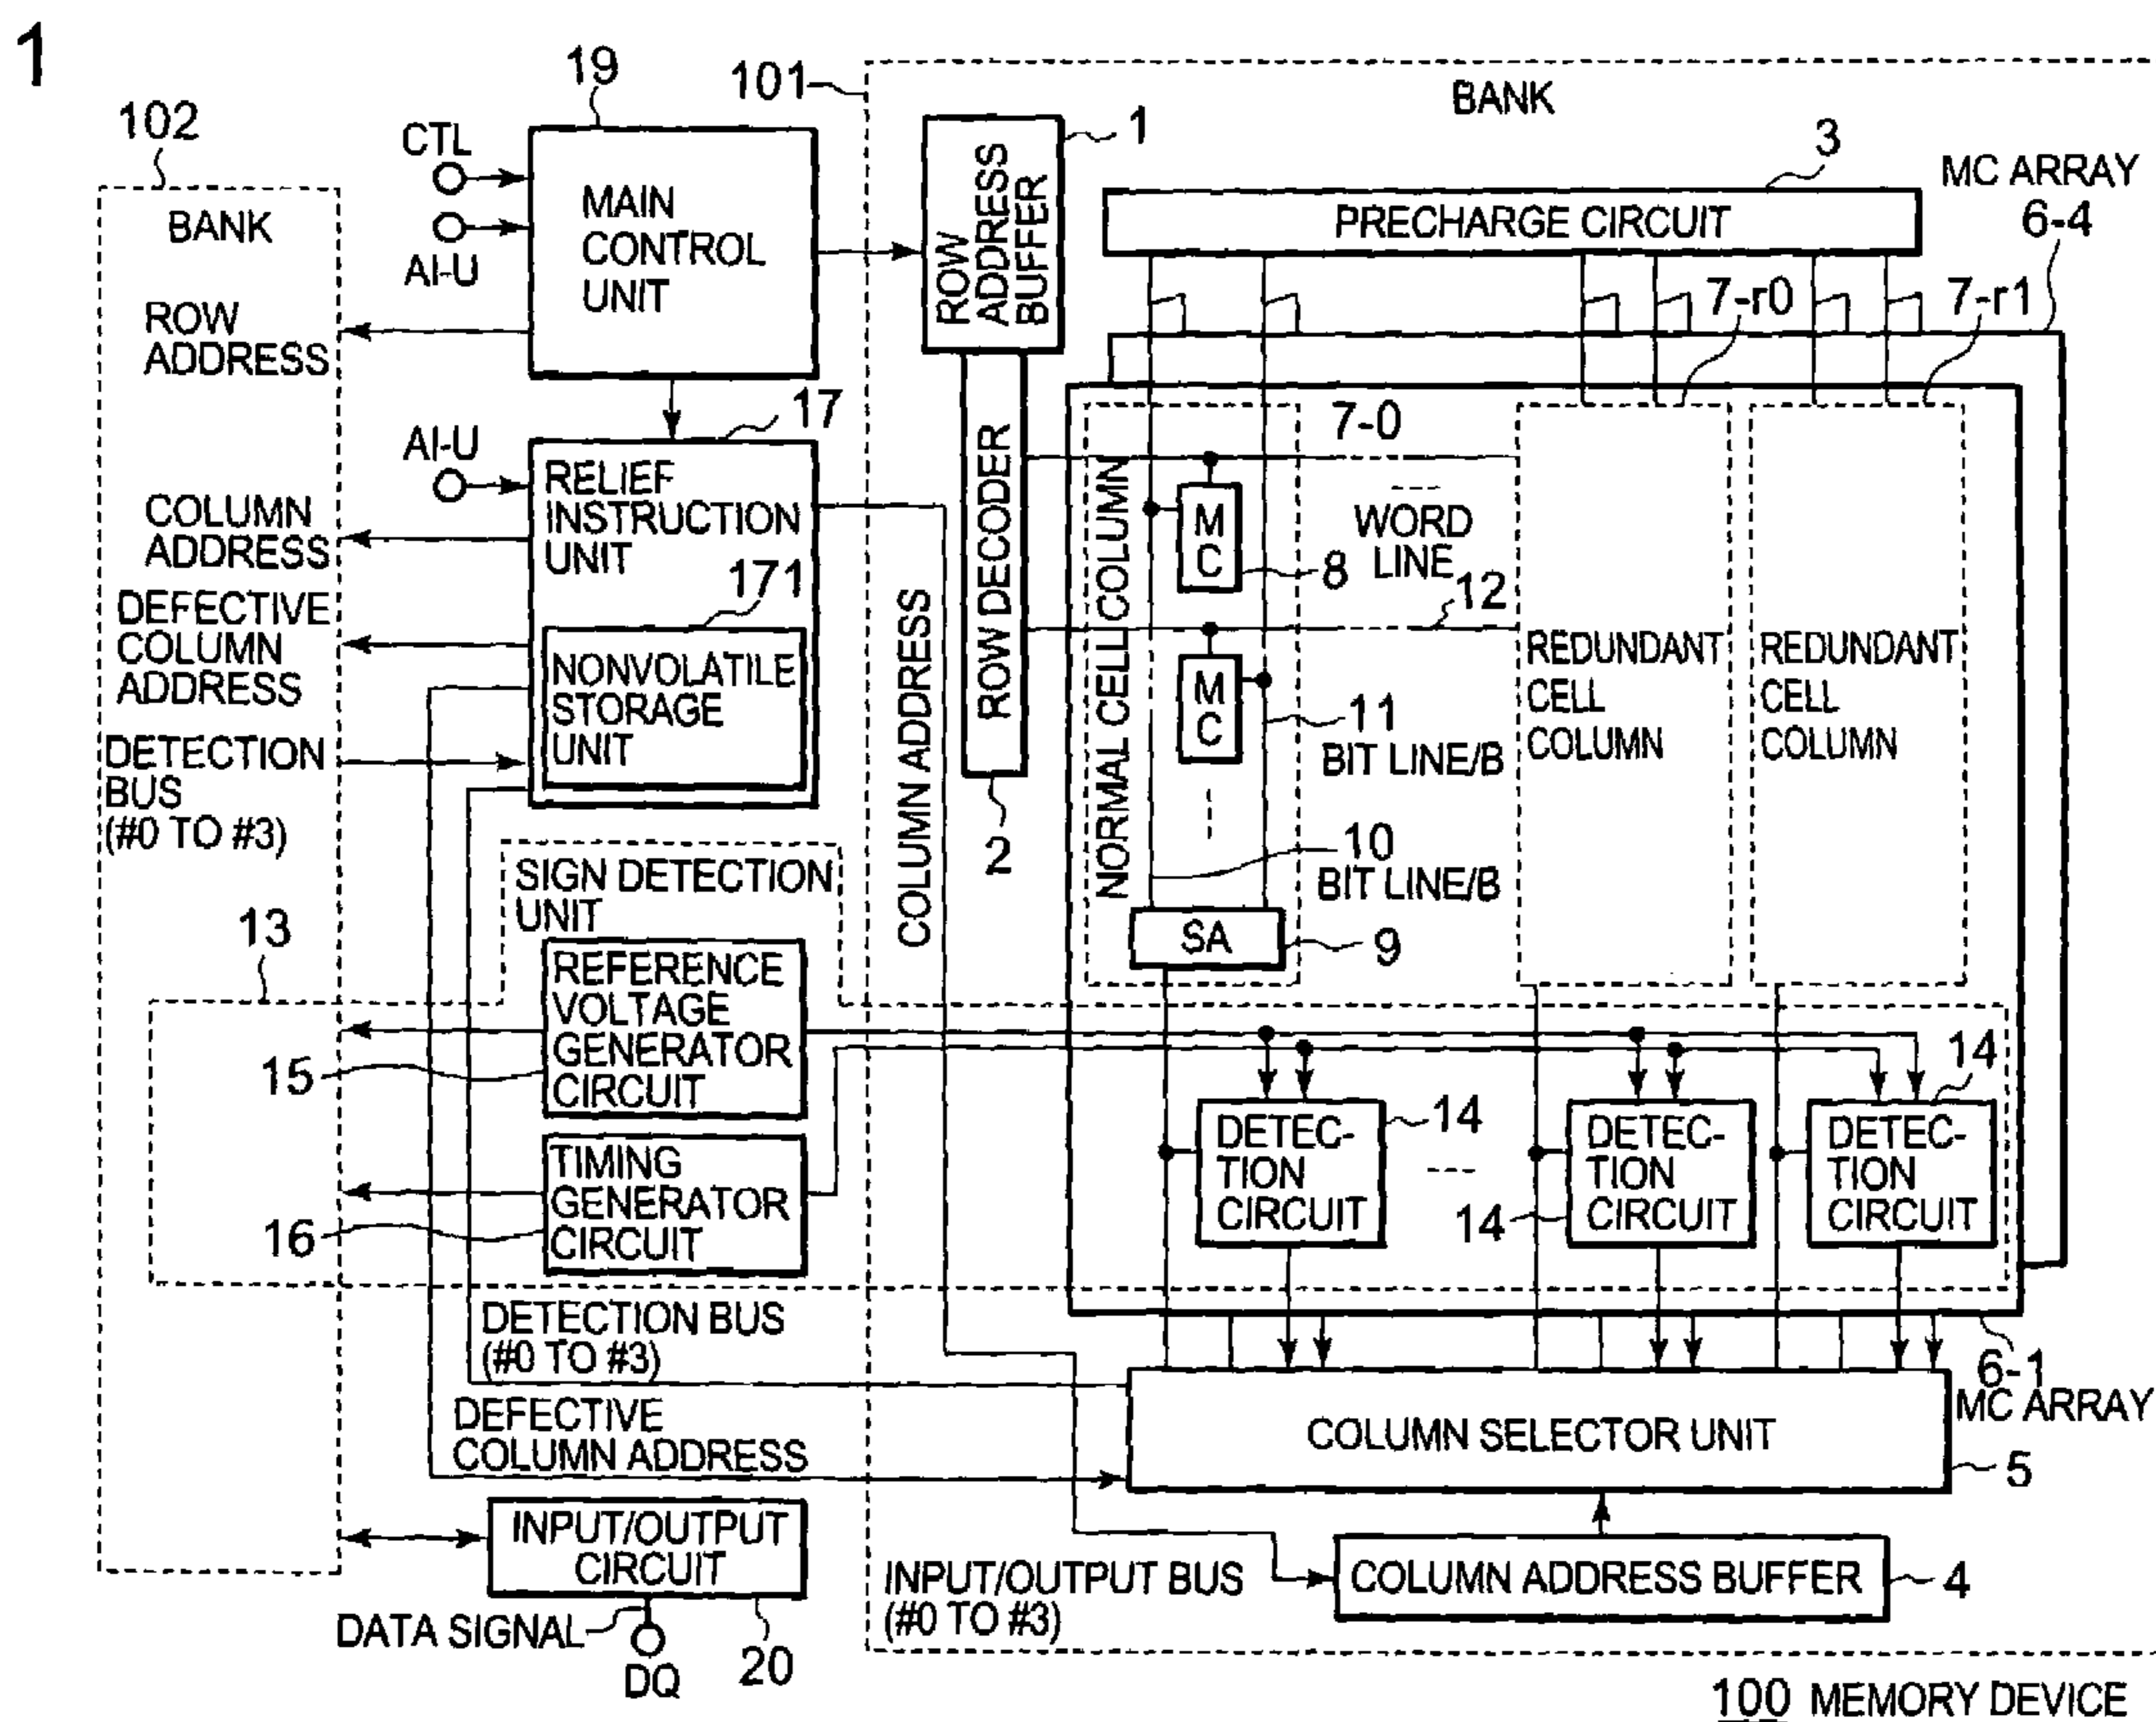 1
19
101
BANK
102
CTL
1
3
MC ARRAY
6-4
BANK
MAIN
CONTROL
UNIT
ROW
ADDRESS
BUFFER
PRECHARGE CIRCUIT
AI-U
7-r0
7-r1
ROW
ADDRESS
17
7-0
AI-U
RELIEF
INSTRUCTION
UNIT
COLUMN
ADDRESS
ROW DECODER
NORMAL CELL COLUMN
M
C
8
WORD
LINE
12
171
DEFECTIVE
COLUMN
ADDRESS
COLUMN ADDRESS
NONVOLATILE
STORAGE
UNIT
M
C
11
BIT LINE/B
REDUNDANT
CELL
COLUMN
REDUNDANT
CELL
COLUMN
DETECTION
BUS
(#0 TO #3)
2
10
BIT LINE/B
SIGN DETECTION
UNIT
13
SA
9
REFERENCE
VOLTAGE
GENERATOR
CIRCUIT
15
14
DETEC-
TION
CIRCUIT
14
DETEC-
TION
CIRCUIT
14
DETEC-
TION
CIRCUIT
TIMING
GENERATOR
CIRCUIT
16
DETECTION BUS
(#0 TO #3)
6-1
MC ARRAY
DEFECTIVE
COLUMN ADDRESS
COLUMN SELECTOR UNIT
5
INPUT/OUTPUT
CIRCUIT
INPUT/OUTPUT BUS
(#0 TO #3)
COLUMN ADDRESS BUFFER
4
DATA SIGNAL
DQ
20
100 MEMORY DEVICE